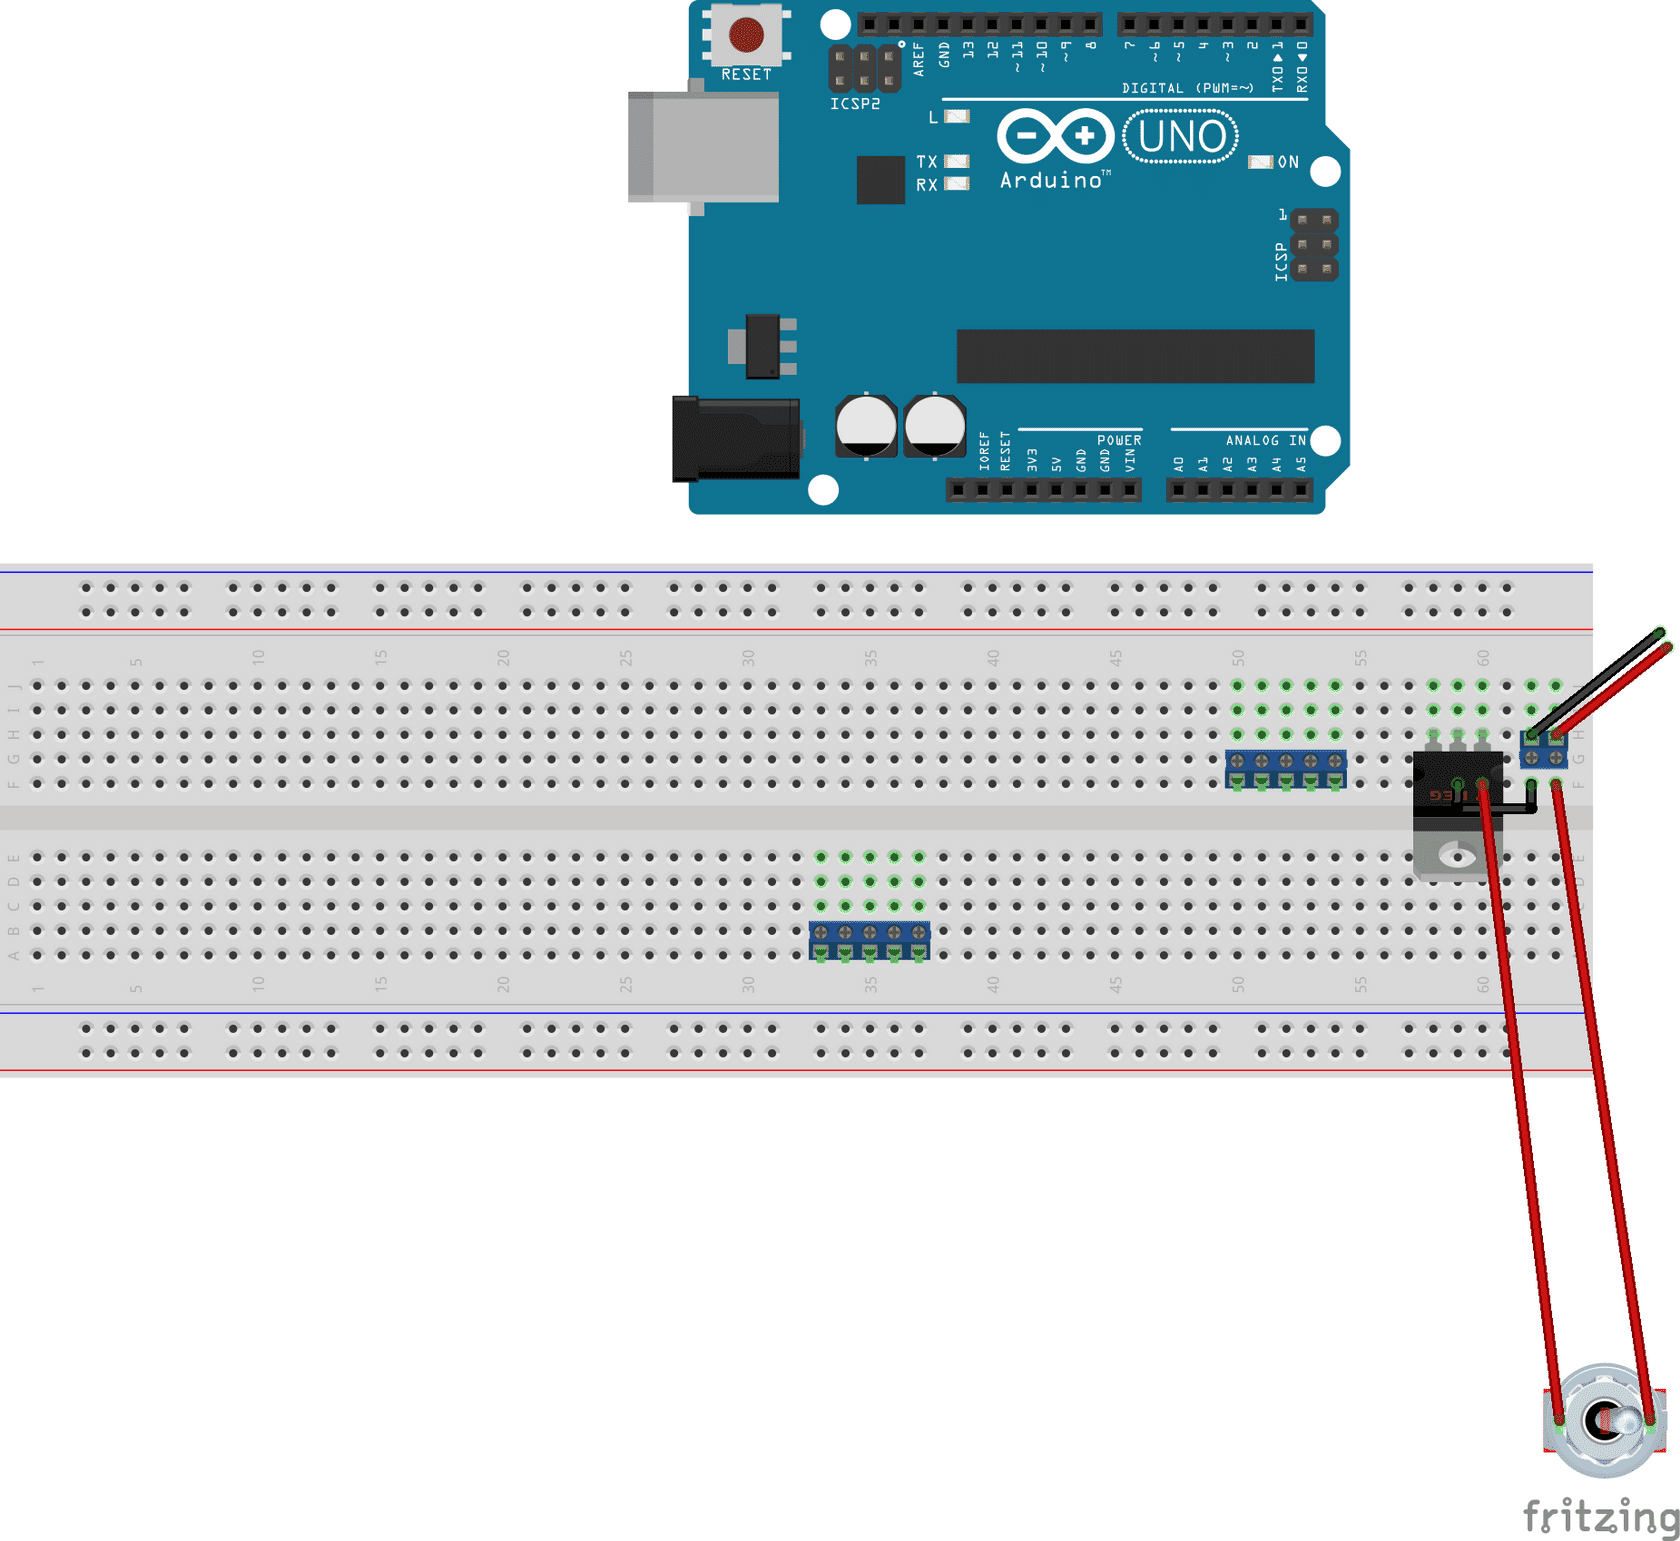 RESET
ICSP2
AREF
GND
13
12
~11
~10
~9
8
7
~6
~5
4
~3
2
TX0▶1
RX0◀0
DIGITAL (PWM=~)
L
TX
RX
UNO
Arduino™
ON
1
ICSP
IOREF
RESET
3V3
5V
GND
GND
VIN
POWER
ANALOG IN
A0
A1
A2
A3
A4
A5
1 5 10 15 20 25 30 35 40 45 50 55 60
J
I
H
G
F
H
G
F
E
D
C
B
A
E
D
C
1 5 10 15 20 25 30 35 40 45 50 55 60
fritzing